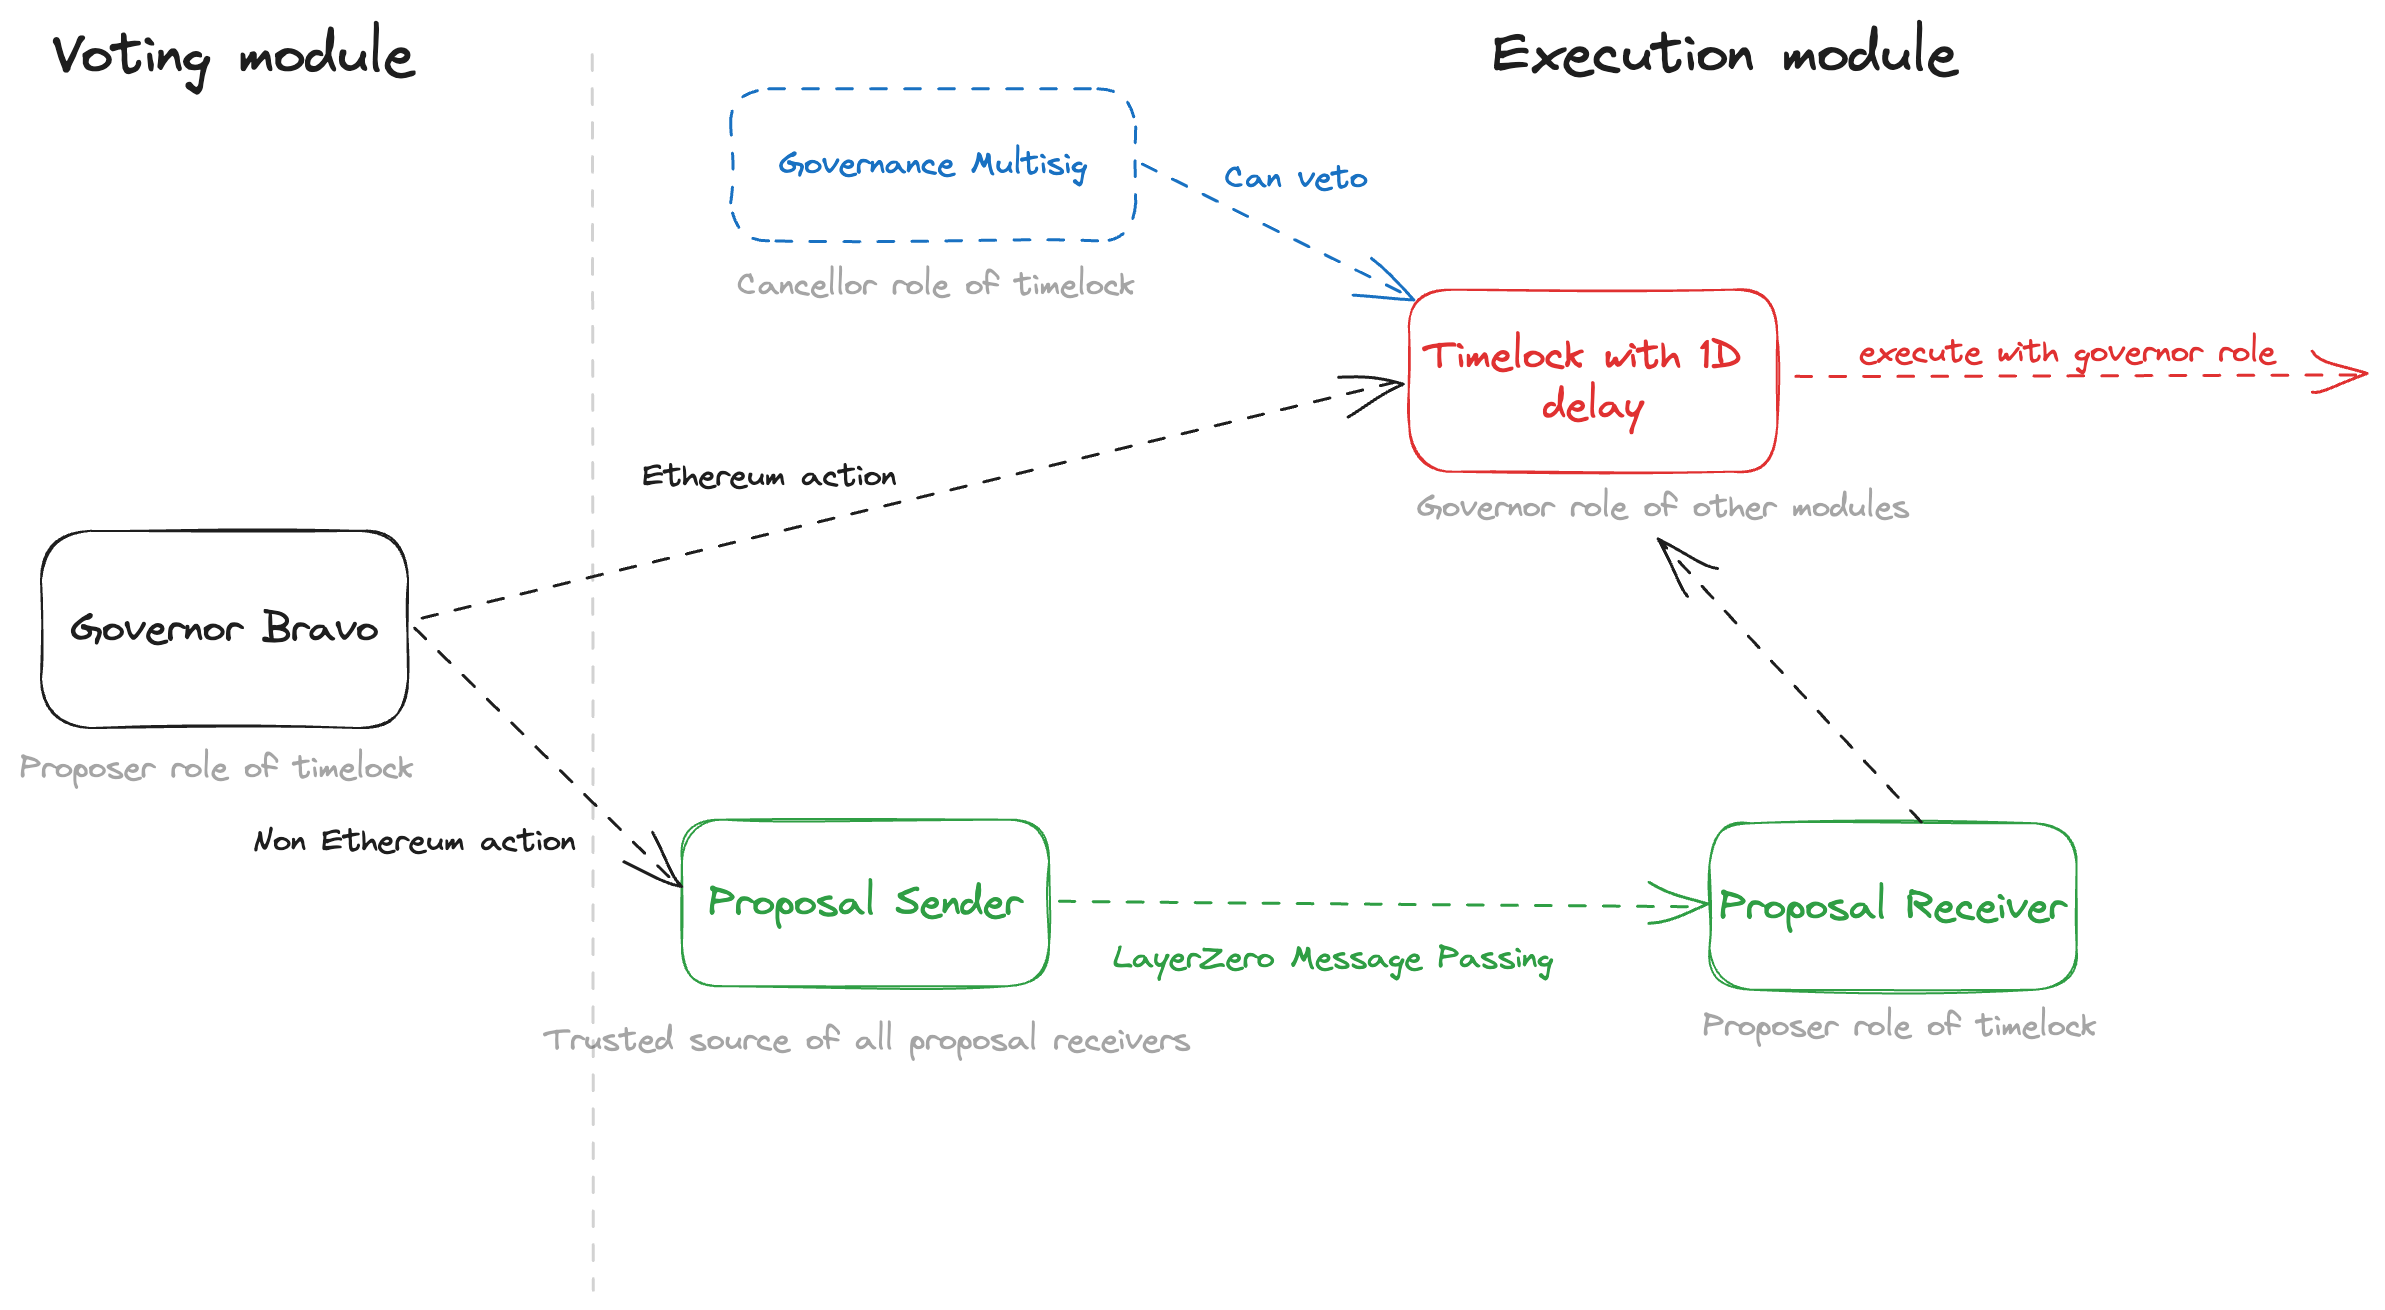 Voting module
Execution module
Governance Multisig
Can veto
Cancellor role of timelock
Timelock with 1D
delay
execute with governor role
Ethereum action
Governor role of other modules
Governor Bravo
Proposer role of timelock
Non Ethereum action
Proposal Sender
Proposal Receiver
LayerZero Message Passing
Trusted source of all proposal receivers
Proposer role of timelock